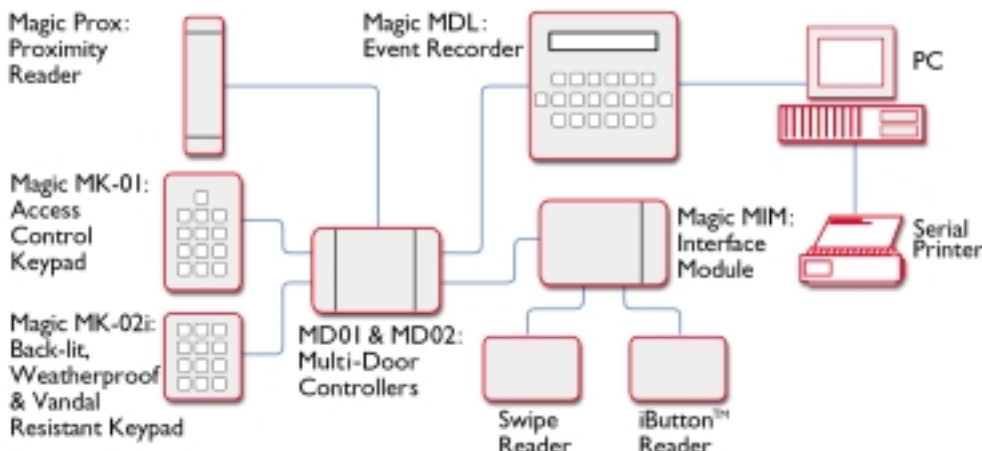 Magic Prox:
Proximity
Reader
Magic MDL:
Event Recorder
PC
Magic MK-01:
Access
Control
Keypad
Magic MIM:
Interface
Module
Serial
Printer
Magic MK-02i:
Back-lit,
Weatherproof
& Vandal
Resistant Keypad
MD01 & MD02:
Multi-Door
Controllers
Swipe
Reader
iButton™
Reader